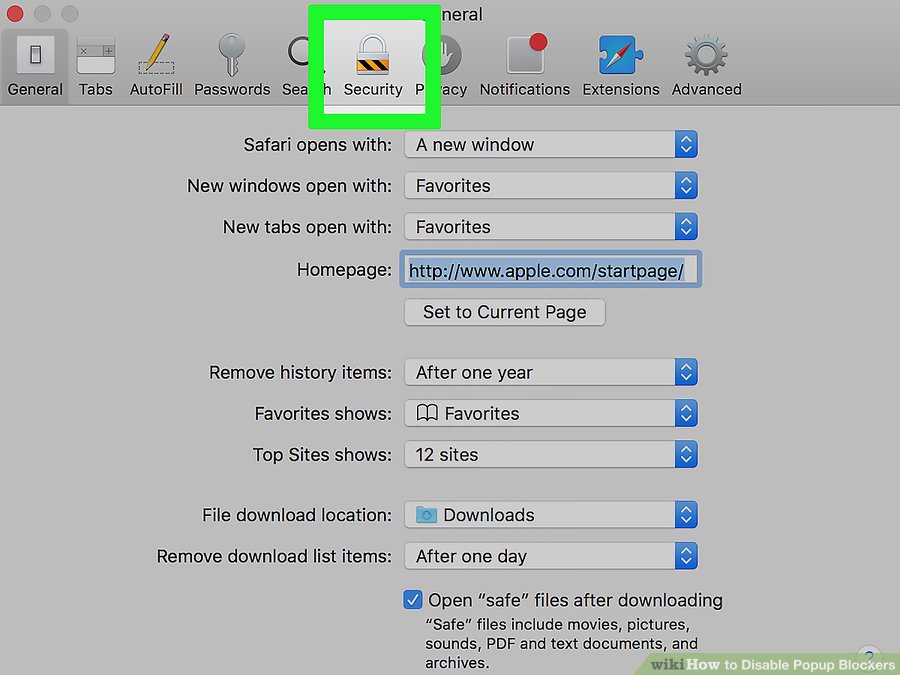 General
General Tabs AutoFill Passwords Search Security Privacy Notifications Extensions Advanced
Safari opens with: A new window
New windows open with: Favorites
New tabs open with: Favorites
Homepage: http://www.apple.com/startpage/
Set to Current Page
Remove history items: After one year
Favorites shows: Favorites
Top Sites shows: 12 sites
File download location: Downloads
Remove download list items: After one day
Open “safe” files after downloading
“Safe” files include movies, pictures,
sounds, PDF and text documents, and
archives.
?
wikiHow to Disable Popup Blockers